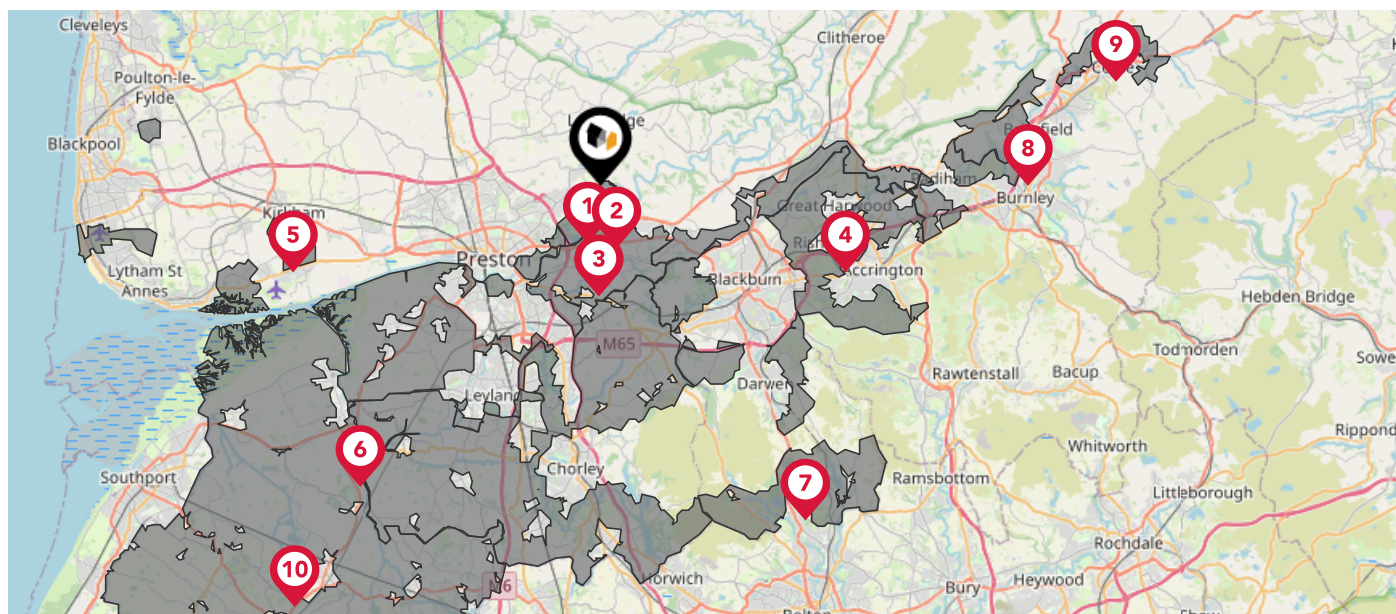 Cleveleys
Clitheroe
9
Poulton-le-
Fylde
Blackpool
8
Burnley
1
2
Great Harwood
Kirkham
5
4
Preston
3
Accrington
Blackburn
Lytham St
Annes
Hebden Bridge
M65
Todmorden
Rawtenstall
Bacup
Darwen
Leyland
6
Whitworth
Chorley
Southport
7
Ramsbottom
Littleborough
Rochdale
10
M6
Horwich
Bury
Heywood